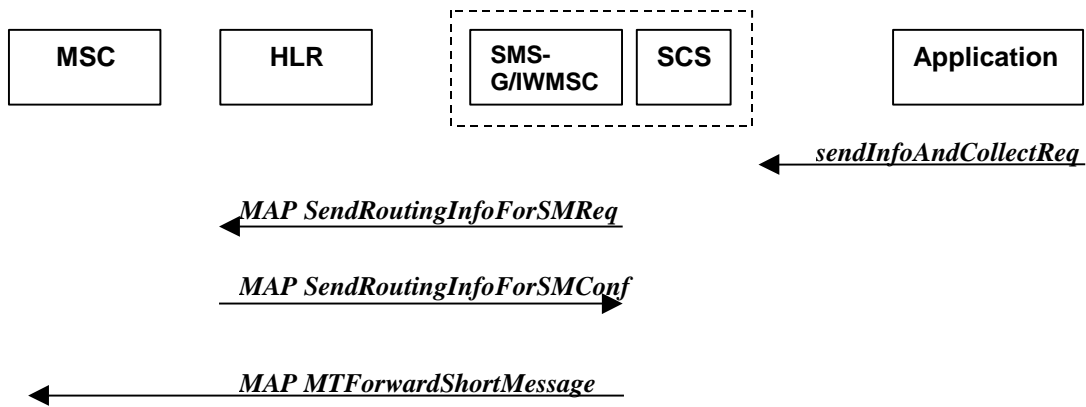 MSC
HLR
SMS-
G/IWMSC
SCS
Application
sendInfoAndCollectReq
MAP SendRoutingInfoForSMReq
MAP SendRoutingInfoForSMConf
MAP MTForwardShortMessage